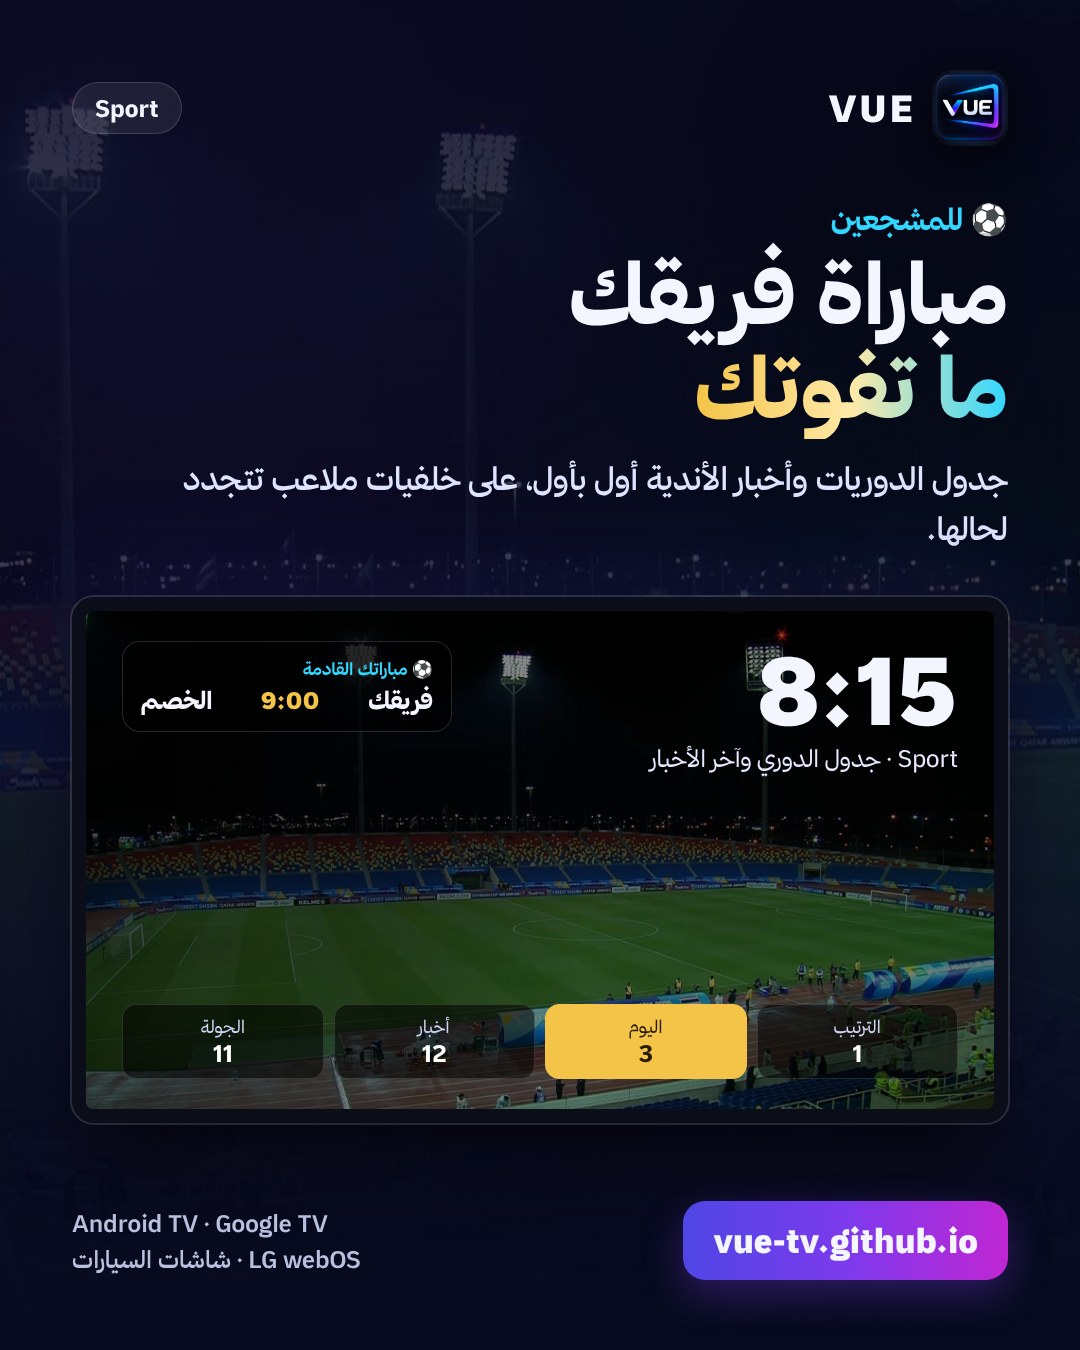 VUE
VUE
Sport
للمشجعين
مباراة فريقك
ما تفوتك
جدول الدوريات وأخبار الأندية أول بأول، على خلفيات ملاعب تتجدد
لحالها.
8:15
Sport · جدول الدوري وآخر الأخبار
مباراتك القادمة
فريقك 9:00 الخصم
الترتيب
1
اليوم
3
أخبار
12
الجولة
11
vue-tv.github.io
Android TV · Google TV
LG webOS · شاشات السيارات